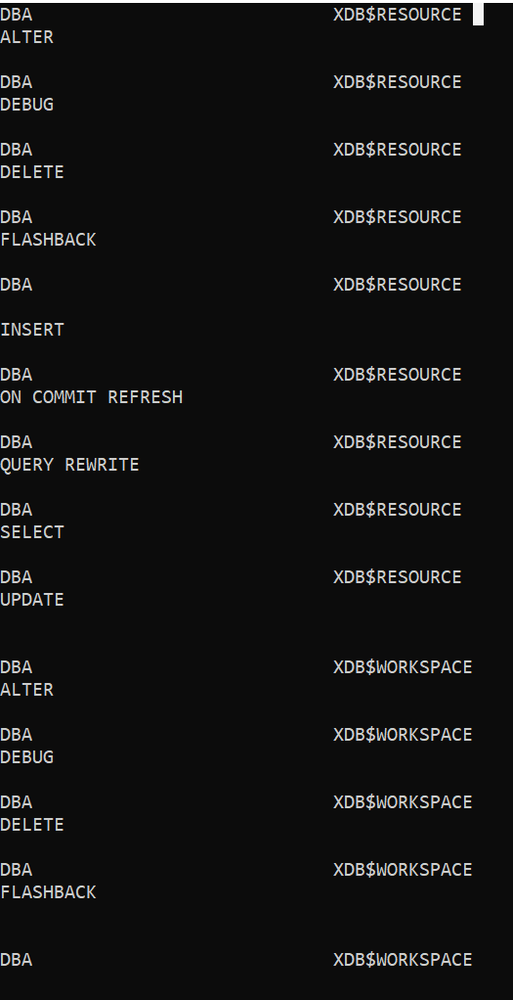 DBA XDB$RESOURCE
ALTER
DBA XDB$RESOURCE
DEBUG
DBA XDB$RESOURCE
DELETE
DBA XDB$RESOURCE
FLASHBACK
DBA XDB$RESOURCE
INSERT
DBA XDB$RESOURCE
ON COMMIT REFRESH
DBA XDB$RESOURCE
QUERY REWRITE
DBA XDB$RESOURCE
SELECT
DBA XDB$RESOURCE
UPDATE
DBA XDB$WORKSPACE
ALTER
DBA XDB$WORKSPACE
DEBUG
DBA XDB$WORKSPACE
DELETE
DBA XDB$WORKSPACE
FLASHBACK
DBA XDB$WORKSPACE